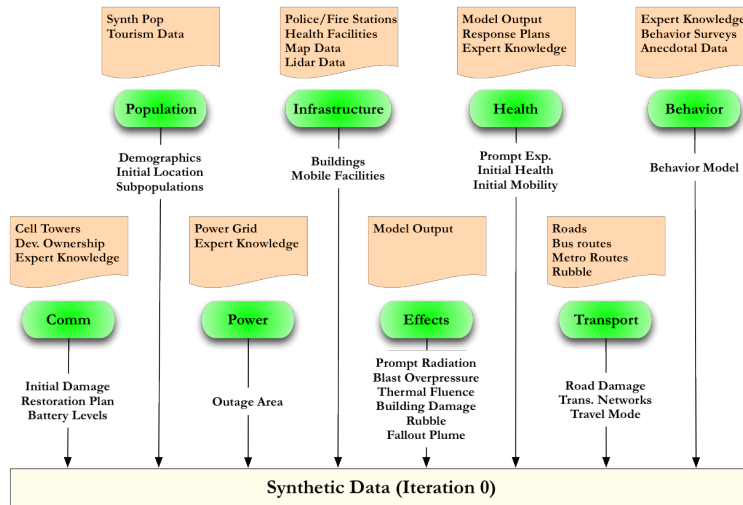 Synth Pop
Tourism Data
Police/Fire Stations
Health Facilities
Map Data
Lidar Data
Model Output
Response Plans
Expert Knowledge
Expert Knowledge
Behavior Surveys
Anecdotal Data
Population
Infrastructure
Health
Behavior
Demographics
Initial Location
Subpopulations
Buildings
Mobile Facilities
Prompt Exp.
Initial Health
Initial Mobility
Behavior Model
Cell Towers
Dev. Ownership
Expert Knowledge
Power Grid
Expert Knowledge
Model Output
Roads
Bus routes
Metro Routes
Rubble
Comm
Power
Effects
Transport
Initial Damage
Restoration Plan
Battery Levels
Outage Area
Prompt Radiation
Blast Overpressure
Thermal Fluence
Building Damage
Rubble
Fallout Plume
Road Damage
Trans. Networks
Travel Mode
Synthetic Data (Iteration 0)